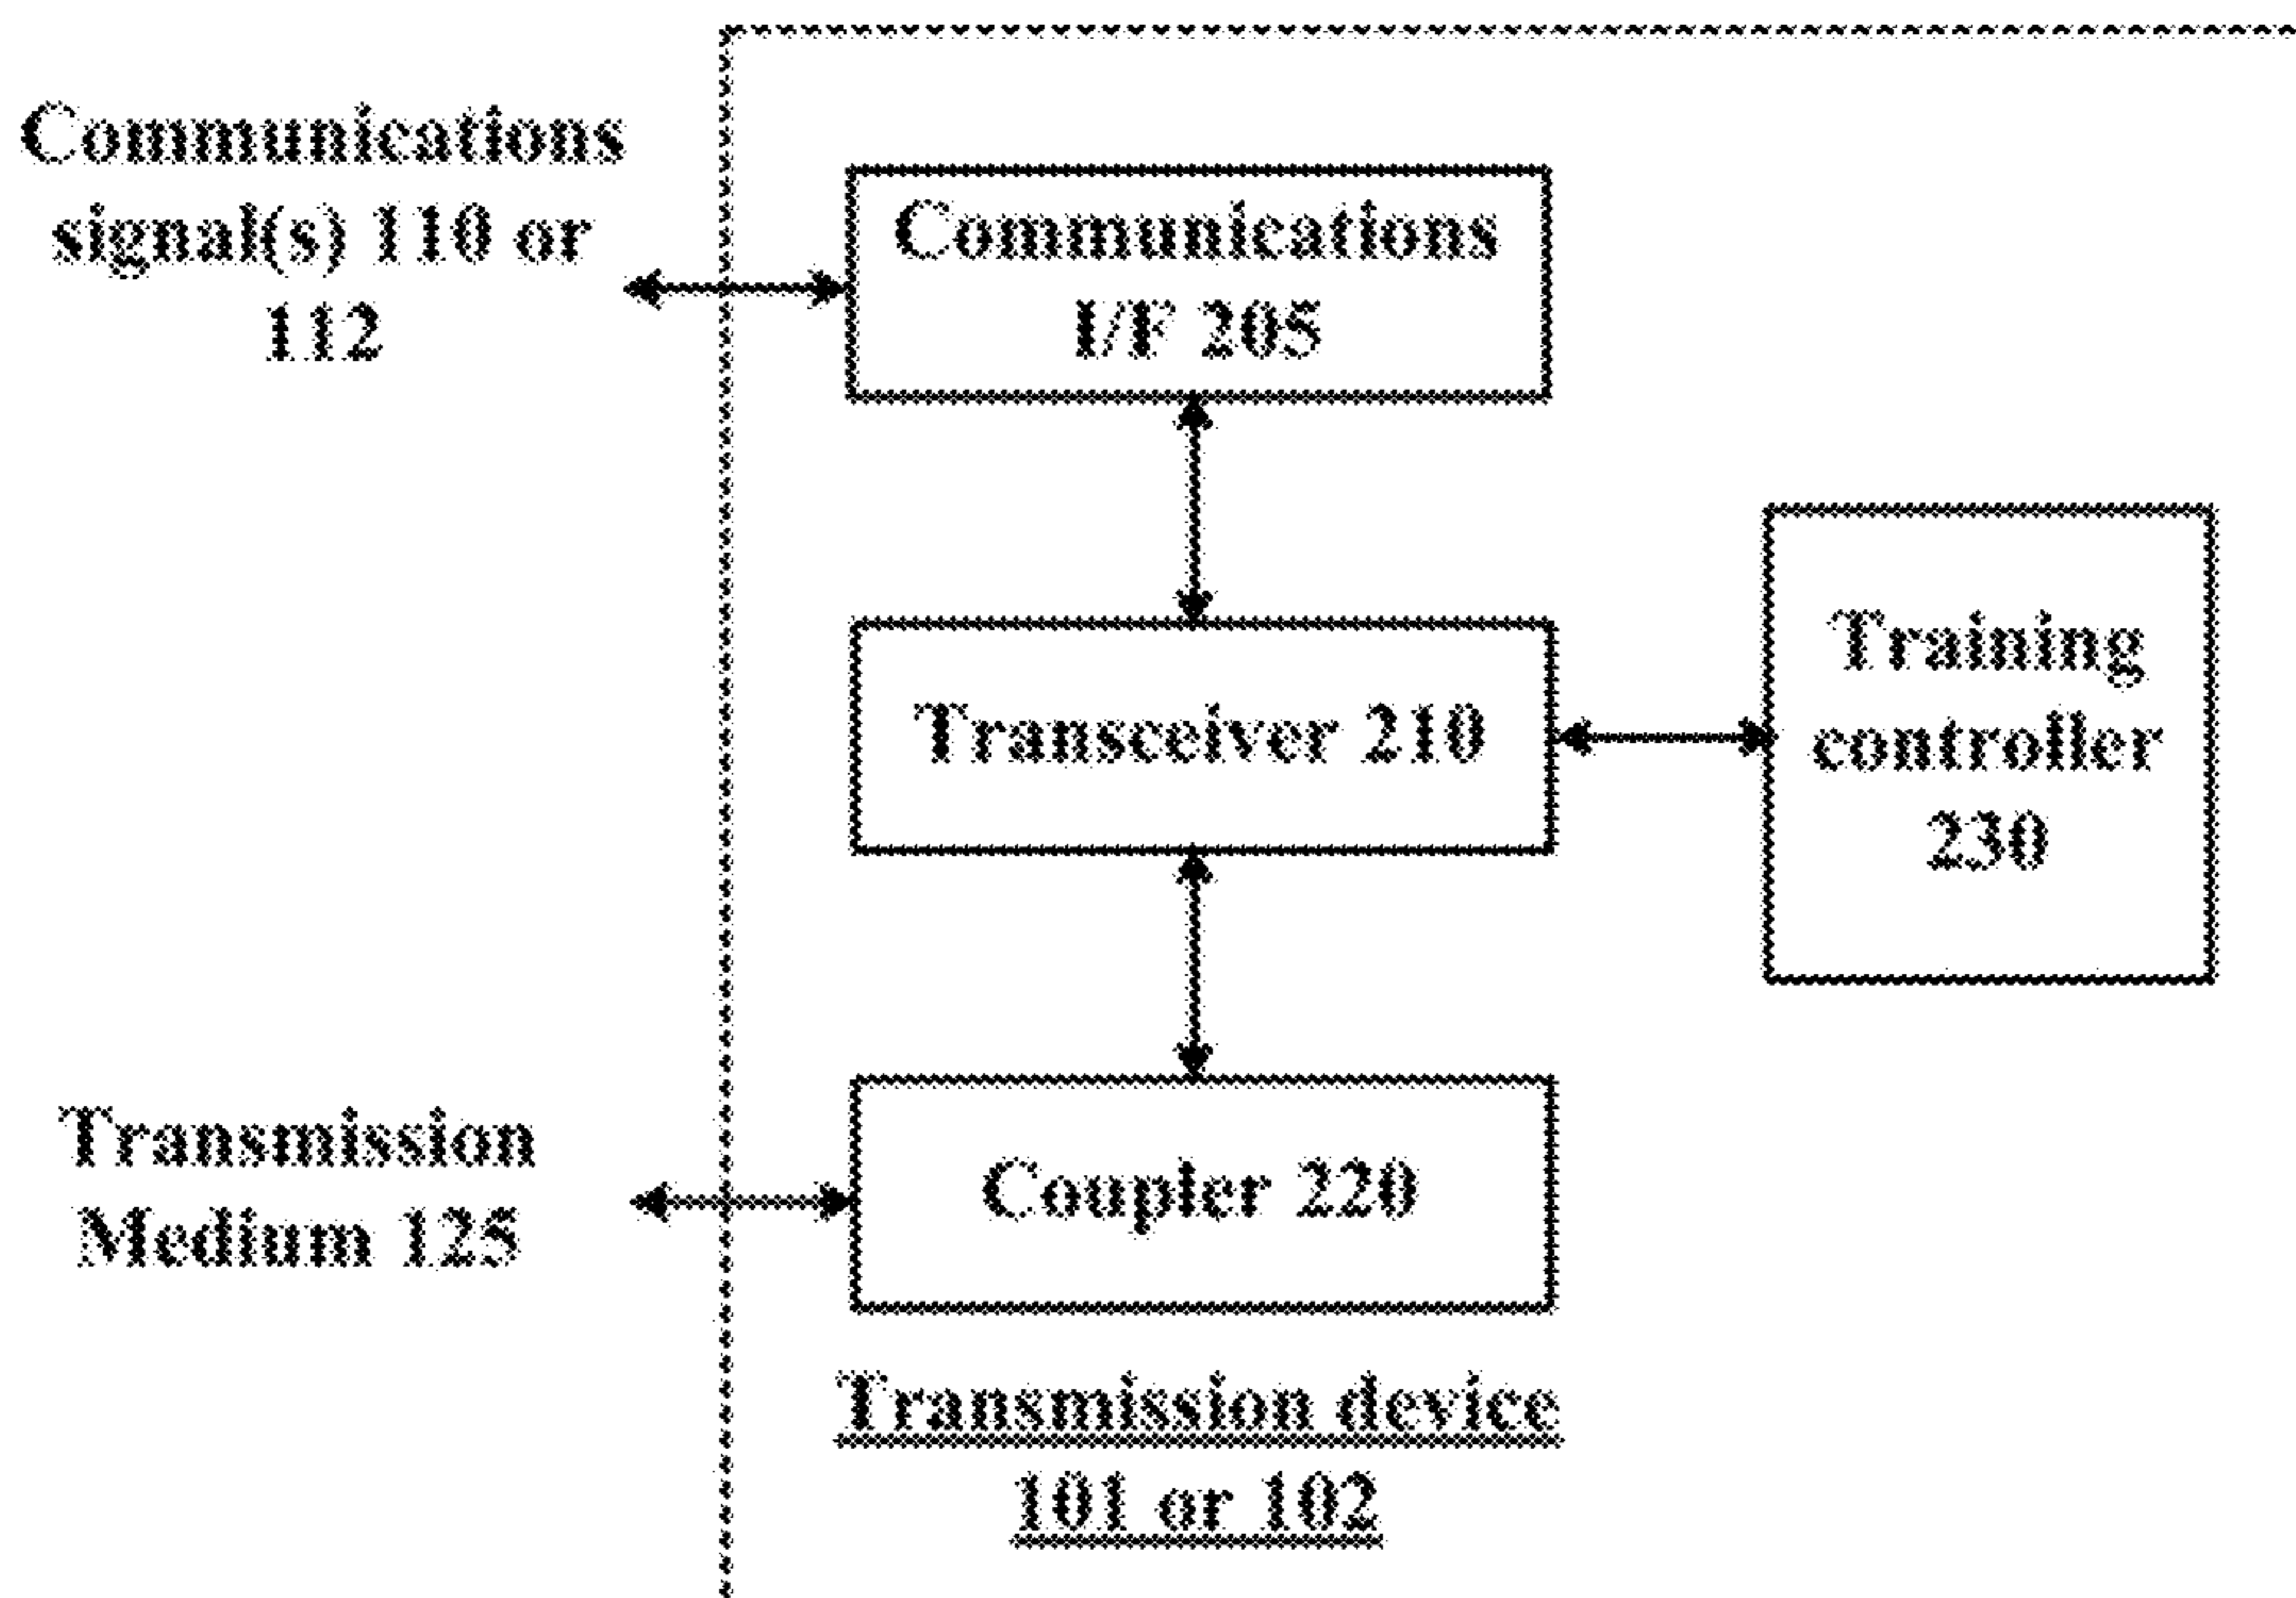 Communications
signal(s) 110 or
112
Communications
I/F 205
Transceiver 210
Training
controller
230
Transmission
Medium 125
Coupler 220
Transmission device
101 or 102